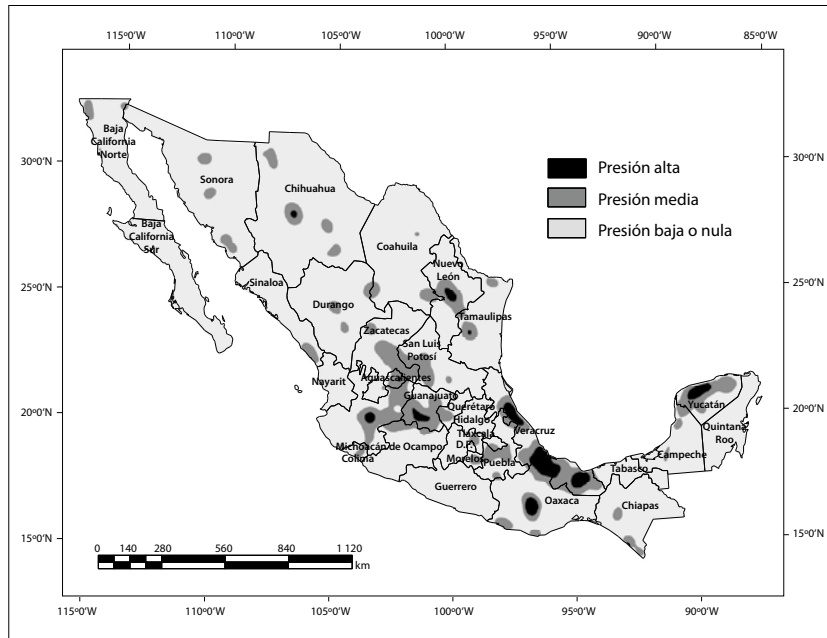 115°0'W 110°0'W 105°0'W 100°0'W 95°0'W 90°0'W 85°0'W
Baja
California
Norte
30°0'N
30°0'N
Sonora
Chihuahua
Presión alta
Presión media
Presión baja o nula
Baja
California
Sur
Coahuila
Nuevo
León
25°0'N
25°0'N
Sinaloa
Durango
Tamaulipas
Zacatecas
San Luis
Potosí
Nayarit
Aguascalientes
Guanajuato
20°0'N
20°0'N
Querétaro
Hidalgo
Yucatán
Quintana
Roo
Veracruz
Tlaxcala
D.F.
Michoacán de Ocampo
Colima
Morelos
Puebla
Tabasco
Campeche
Guerrero
Oaxaca
Chiapas
15°0'N
15°0'N
0 140 280 560 840 1 120
km
115°0'W 110°0'W 105°0'W 100°0'W 95°0'W 90°0'W